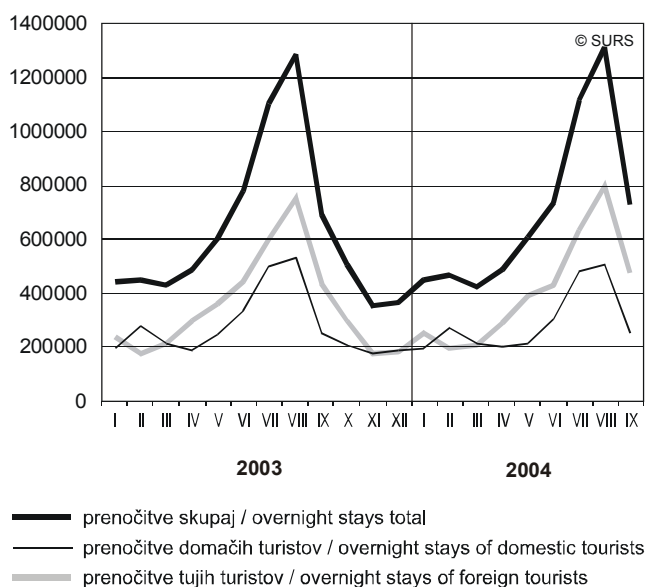 1400000
© SURS
1200000
1000000
800000
600000
400000
200000
0
I II III IV V VI VII VIII IX X XI XII I II III IV V VI VII VIII IX
2003 2004
prenočitve skupaj / overnight stays total
prenočitve domačih turistov / overnight stays of domestic tourists
prenočitve tujih turistov / overnight stays of foreign tourists